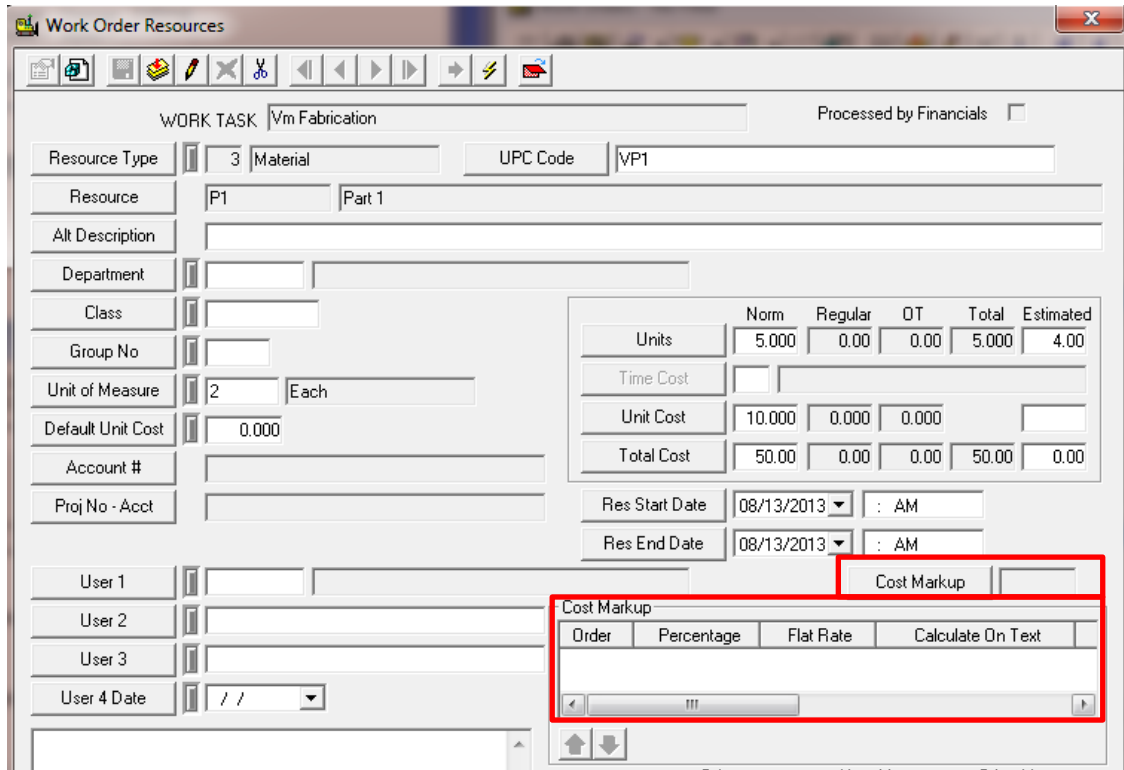 Work Order Resources
WORK TASK Vm Fabrication Processed by Financials
Resource Type 3 Material UPC Code VP1
Resource P1 Part 1
Alt Description
Department
Class Norm Regular OT Total Estimated
Units 5.000 0.00 0.00 5.000 4.00
Group No
Time Cost
Unit of Measure 2 Each
Unit Cost 10.000 0.000 0.000
Default Unit Cost 0.000
Total Cost 50.00 0.00 0.00 50.00 0.00
Account #
Proj No - Acct Res Start Date 08/13/2013 : AM
Res End Date 08/13/2013 : AM
User 1 Cost Markup
Cost Markup
User 2
Order Percentage Flat Rate Calculate On Text
User 3
User 4 Date / /